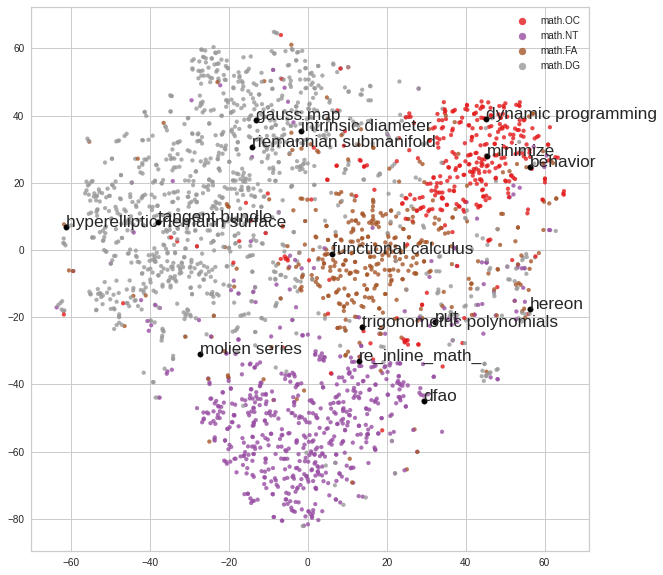 math.OC
math.NT
math.FA
math.DG
60
40
20
0
−20
−40
−60
−80
gauss map
dynamic programming
intrinsic diameter
riemannian submanifold
minimize
behavior
hyperelliptic riemann surface
tangent bundle
functional calculus
hereon
put
trigonometric polynomials
molien series
re_inline_math_
dfao
−60
−40
−20
0
20
40
60